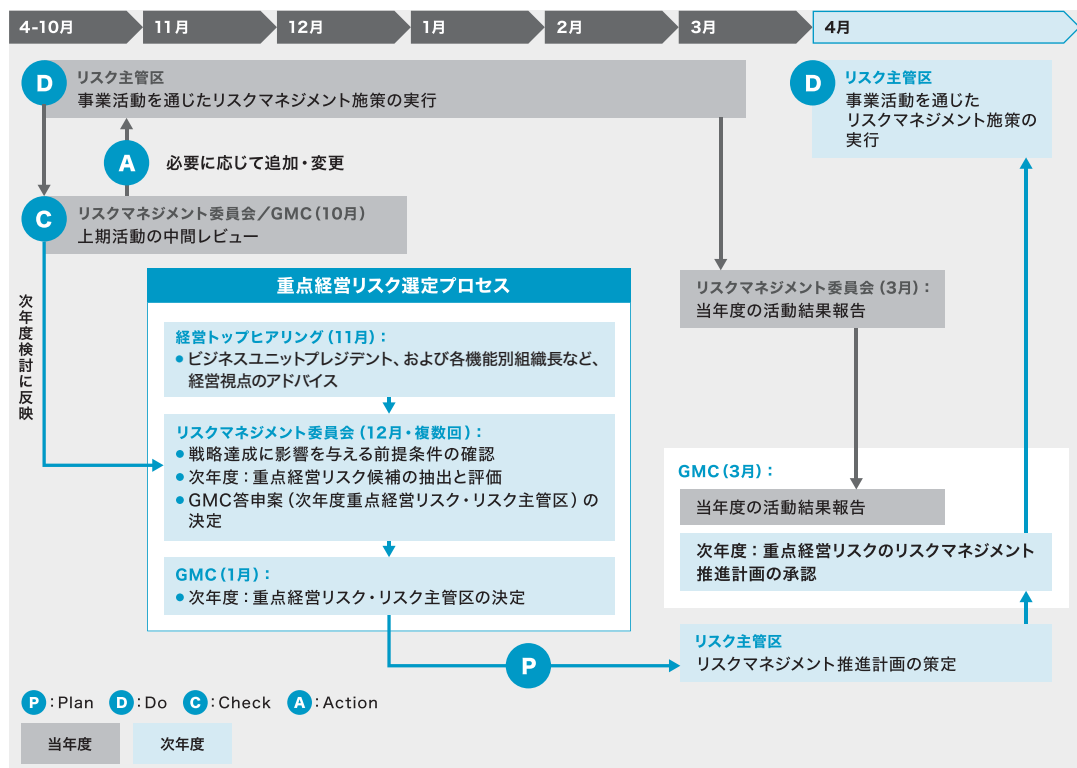 4-10月
11月
12月
1月
2月
3月
4月
D
リスク主管区
事業活動を通じたリスクマネジメント施策の実行
D
リスク主管区
事業活動を通じた
リスクマネジメント施策の
実行
A
必要に応じて追加・変更
C
リスクマネジメント委員会／GMC（10月）
上期活動の中間レビュー
次年度検討に反映
重点経営リスク選定プロセス
経営トップヒアリング（11月）：
●ビジネスユニットプレジデント、および各機能別組織長など、
経営視点のアドバイス
リスクマネジメント委員会（12月・複数回）：
●戦略達成に影響を与える前提条件の確認
●次年度：重点経営リスク候補の抽出と評価
●GMC答申案（次年度重点経営リスク・リスク主管区）の
決定
GMC（1月）：
●次年度：重点経営リスク・リスク主管区の決定
リスクマネジメント委員会（3月）：
当年度の活動結果報告
GMC（3月）：
当年度の活動結果報告
次年度：重点経営リスクのリスクマネジメント
推進計画の承認
P
リスク主管区
リスクマネジメント推進計画の策定
P：Plan D：Do C：Check A：Action
当年度
次年度